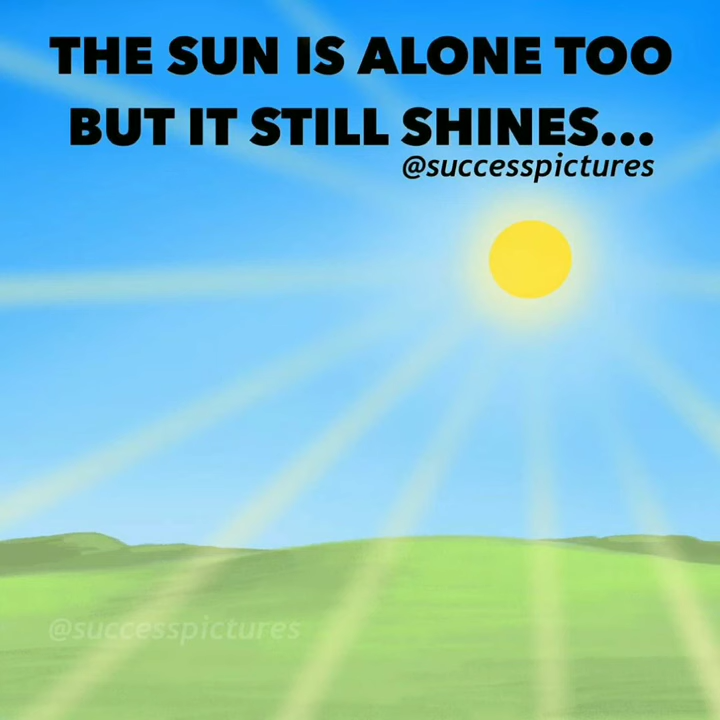 THE SUN IS ALONE TOO
BUT IT STILL SHINES...
@successpictures
@successpictures